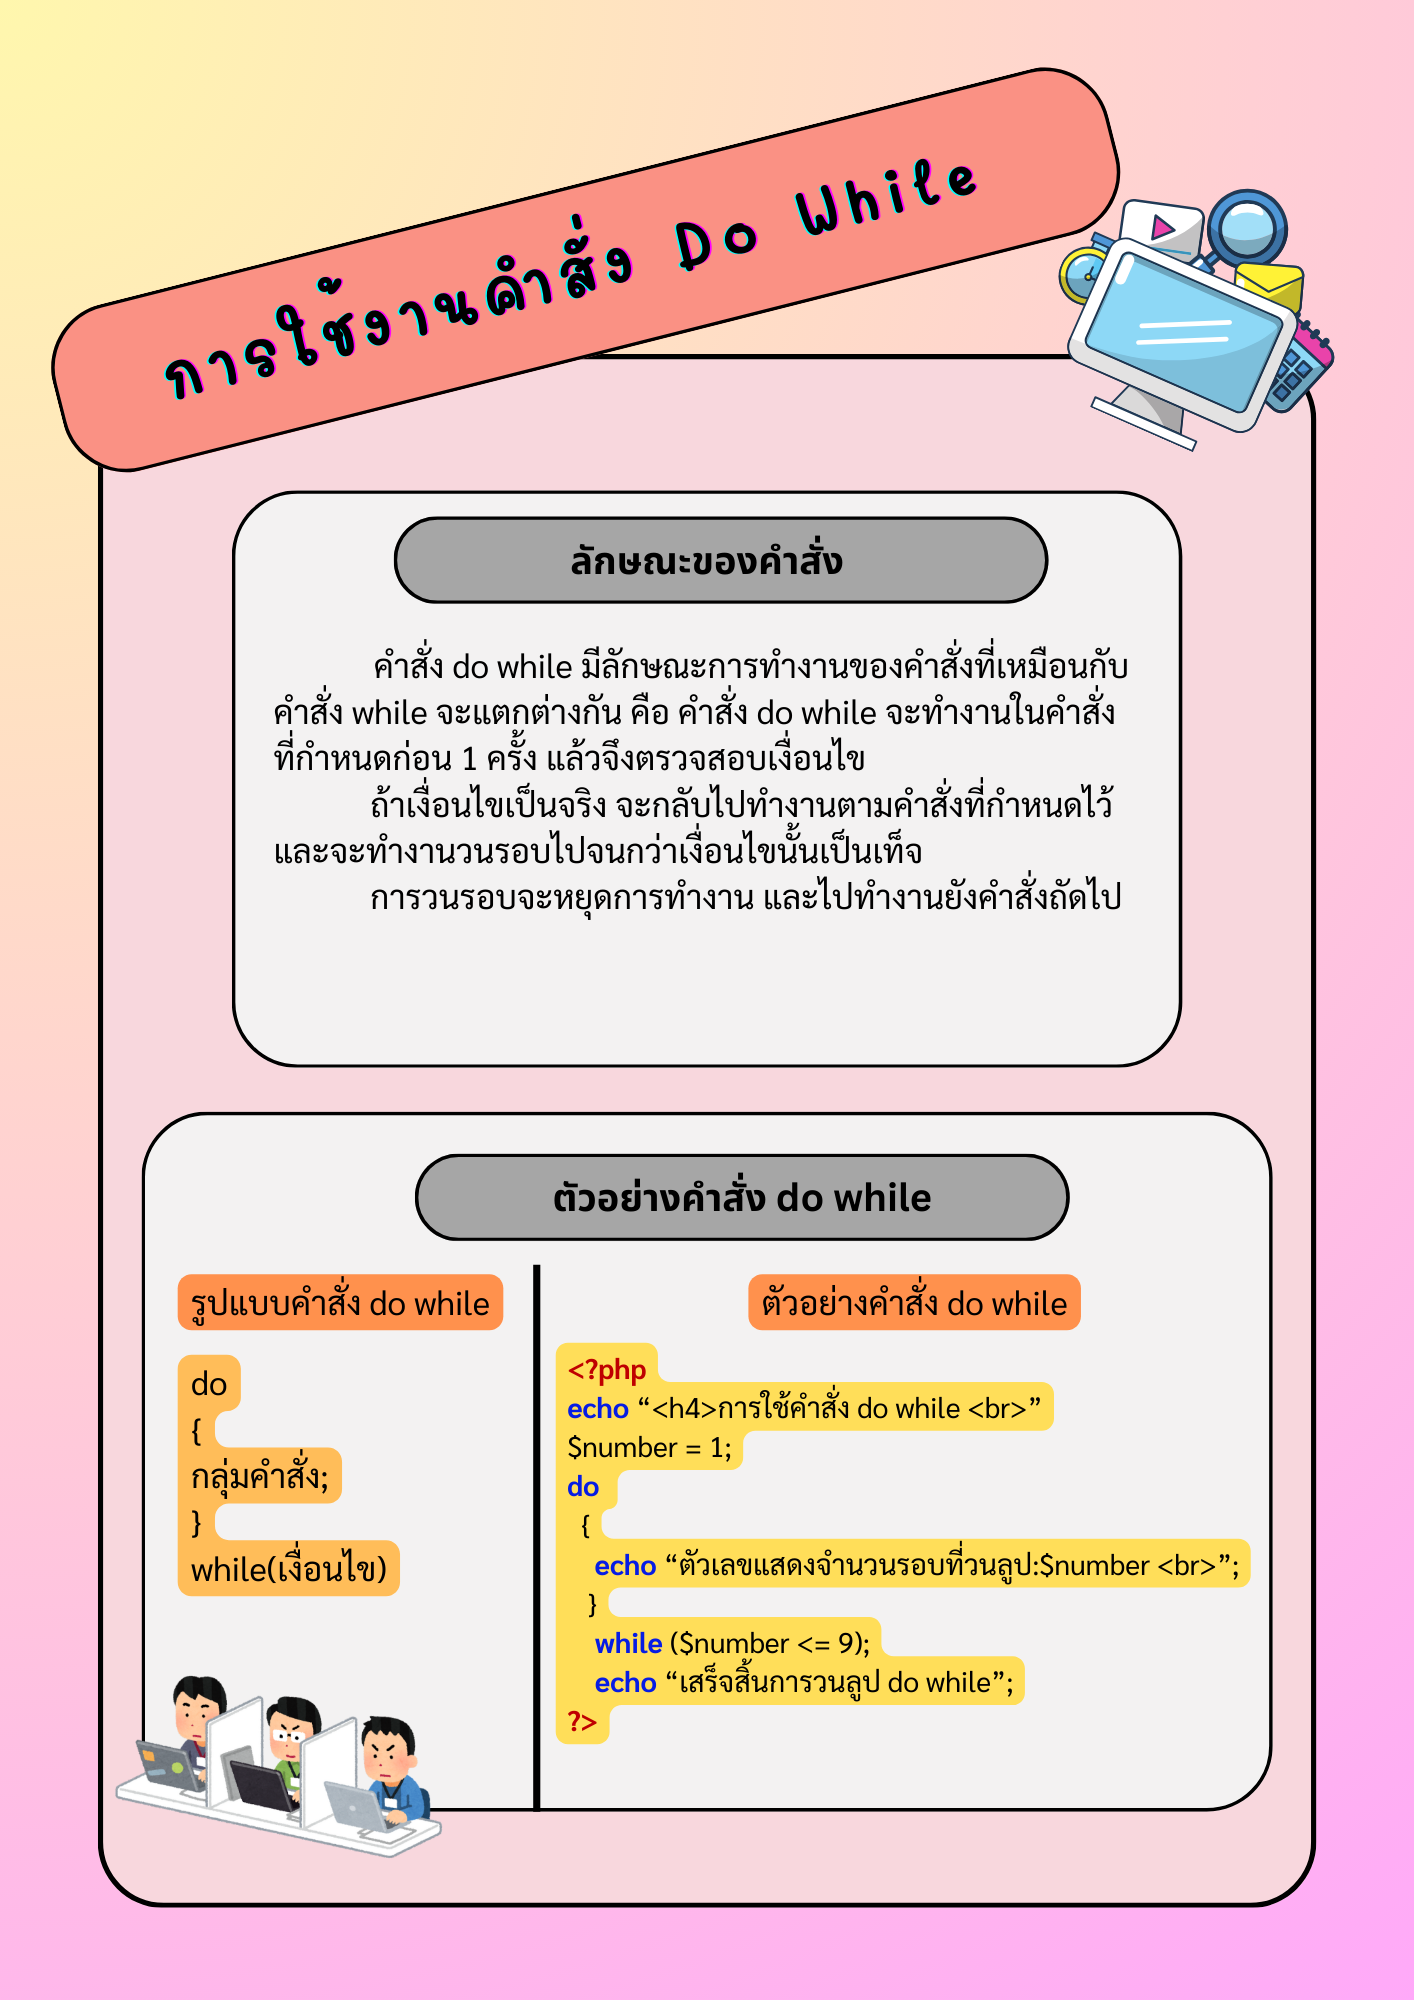 การใช้งานคำสั่ง Do While
ลักษณะของคำสั่ง
คำสั่ง do while มีลักษณะการทำงานของคำสั่งที่เหมือนกับ
คำสั่ง while จะแตกต่างกัน คือ คำสั่ง do while จะทำงานในคำสั่ง
ที่กำหนดก่อน 1 ครั้ง แล้วจึงตรวจสอบเงื่อนไข
ถ้าเงื่อนไขเป็นจริง จะกลับไปทำงานตามคำสั่งที่กำหนดไว้
และจะทำงานวนรอบไปจนกว่าเงื่อนไขนั้นเป็นเท็จ
การวนรอบจะหยุดการทำงาน และไปทำงานยังคำสั่งถัดไป
ตัวอย่างคำสั่ง do while
รูปแบบคำสั่ง do while
do
{
กลุ่มคำสั่ง;
}
while(เงื่อนไข)
ตัวอย่างคำสั่ง do while
<?php
echo “<h4>การใช้คำสั่ง do while <br>”
$number = 1;
do
{
echo “ตัวเลขแสดงจำนวนรอบที่วนลูป:$number <br>”;
}
while ($number <= 9);
echo “เสร็จสิ้นการวนลูป do while”;
?>